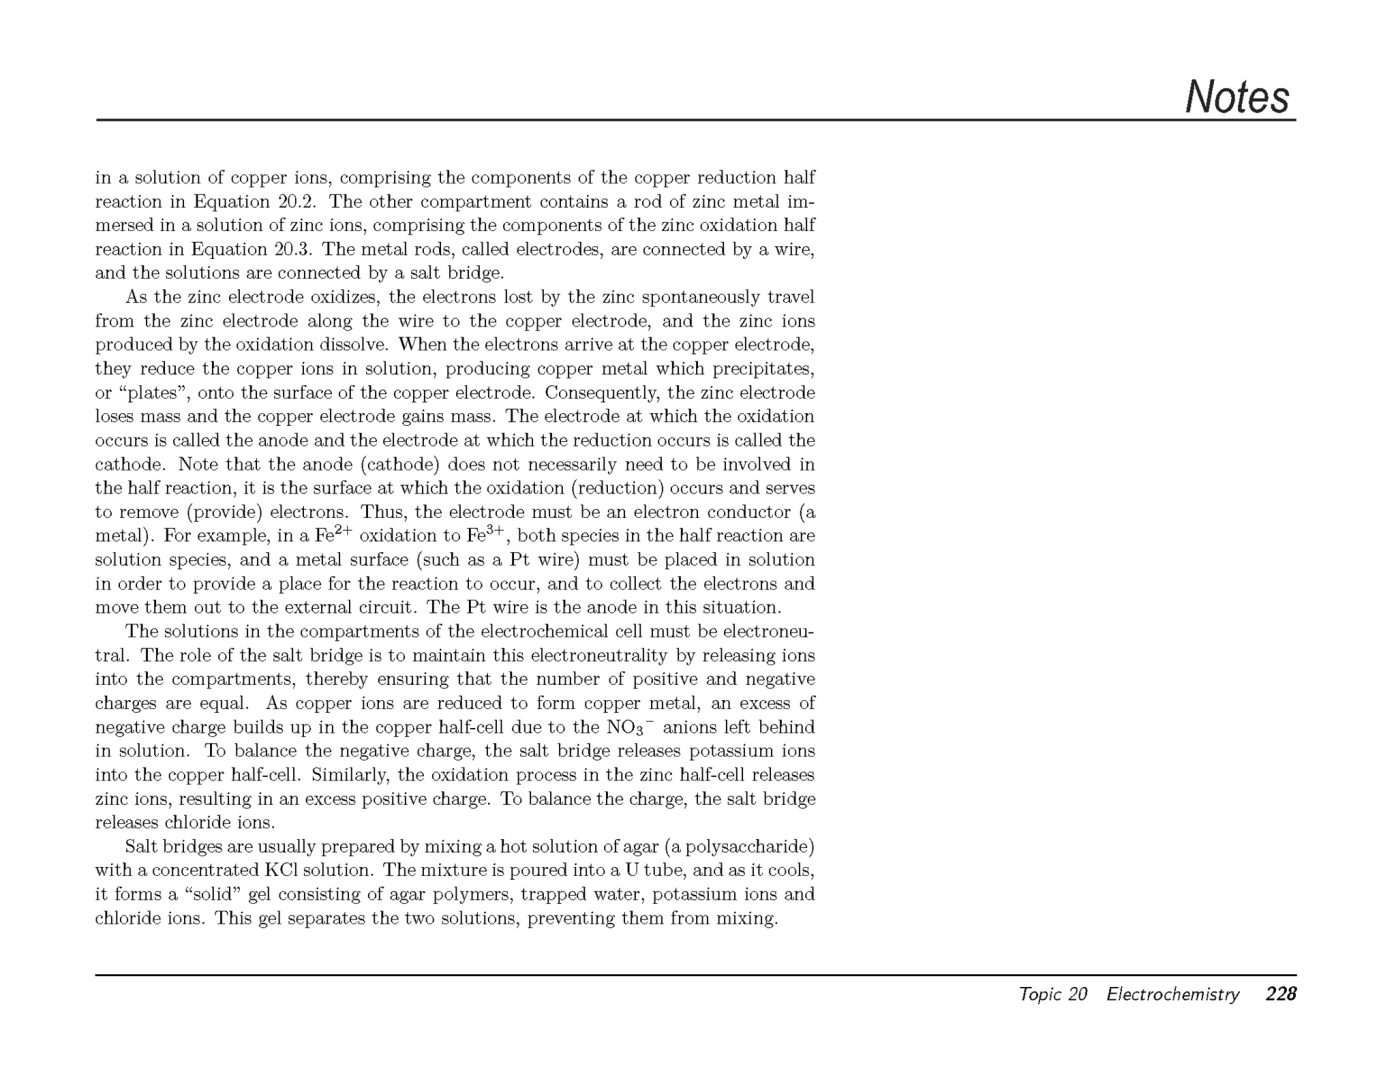 Notes
in a solution of copper ions, comprising the components of the copper reduction half
reaction in Equation 20.2. The other compartment contains a rod of zinc metal im-
mersed in a solution of zinc ions, comprising the components of the zinc oxidation half
reaction in Equation 20.3. The metal rods, called electrodes, are connected by a wire,
and the solutions are connected by a salt bridge.
As the zinc electrode oxidizes, the electrons lost by the zinc spontaneously travel
from the zinc electrode along the wire to the copper electrode, and the zinc ions
produced by the oxidation dissolve. When the electrons arrive at the copper electrode,
they reduce the copper ions in solution, producing copper metal which precipitates,
or “plates”, onto the surface of the copper electrode. Consequently, the zinc electrode
loses mass and the copper electrode gains mass. The electrode at which the oxidation
occurs is called the anode and the electrode at which the reduction occurs is called the
cathode. Note that the anode (cathode) does not necessarily need to be involved in
the half reaction, it is the surface at which the oxidation (reduction) occurs and serves
to remove (provide) electrons. Thus, the electrode must be an electron conductor (a
metal). For example, in a Fe²⁺ oxidation to Fe³⁺, both species in the half reaction are
solution species, and a metal surface (such as a Pt wire) must be placed in solution
in order to provide a place for the reaction to occur, and to collect the electrons and
move them out to the external circuit. The Pt wire is the anode in this situation.
The solutions in the compartments of the electrochemical cell must be electroneu-
tral. The role of the salt bridge is to maintain this electroneutrality by releasing ions
into the compartments, thereby ensuring that the number of positive and negative
charges are equal. As copper ions are reduced to form copper metal, an excess of
negative charge builds up in the copper half-cell due to the NO₃⁻ anions left behind
in solution. To balance the negative charge, the salt bridge releases potassium ions
into the copper half-cell. Similarly, the oxidation process in the zinc half-cell releases
zinc ions, resulting in an excess positive charge. To balance the charge, the salt bridge
releases chloride ions.
Salt bridges are usually prepared by mixing a hot solution of agar (a polysaccharide)
with a concentrated KCl solution. The mixture is poured into a U tube, and as it cools,
it forms a “solid” gel consisting of agar polymers, trapped water, potassium ions and
chloride ions. This gel separates the two solutions, preventing them from mixing.
Topic 20 Electrochemistry 228